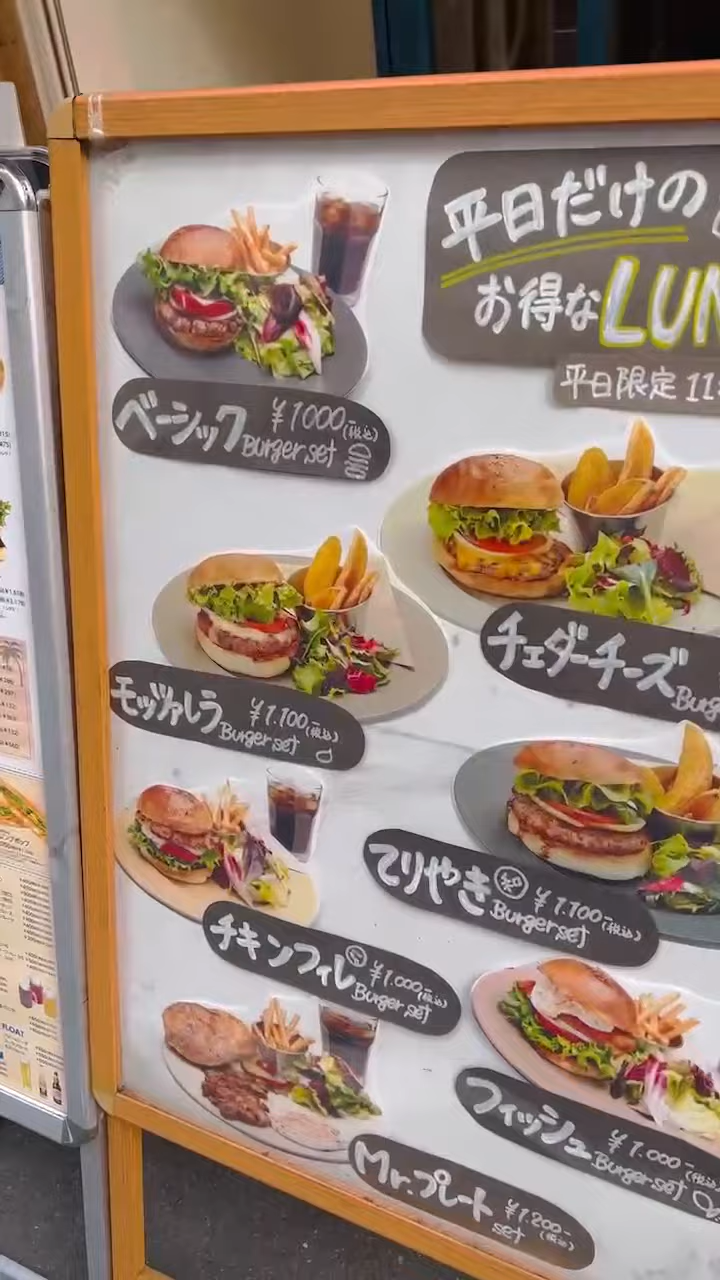 平日だけの
お得なLUN
平日限定 11:
ベーシック ¥1000(税込)
Burger set
チェダーチーズ
Burg
モッツァレラ ¥1.100-(税込)
Burger set
てりやき ¥1.100-(税込)
Burger set
チキンフィレ ¥1.000-(税込)
Burger set
フィッシュ ¥1.000-(税込)
Burger set
Mr.プレート ¥1.200-(税込)
set
FLOAT